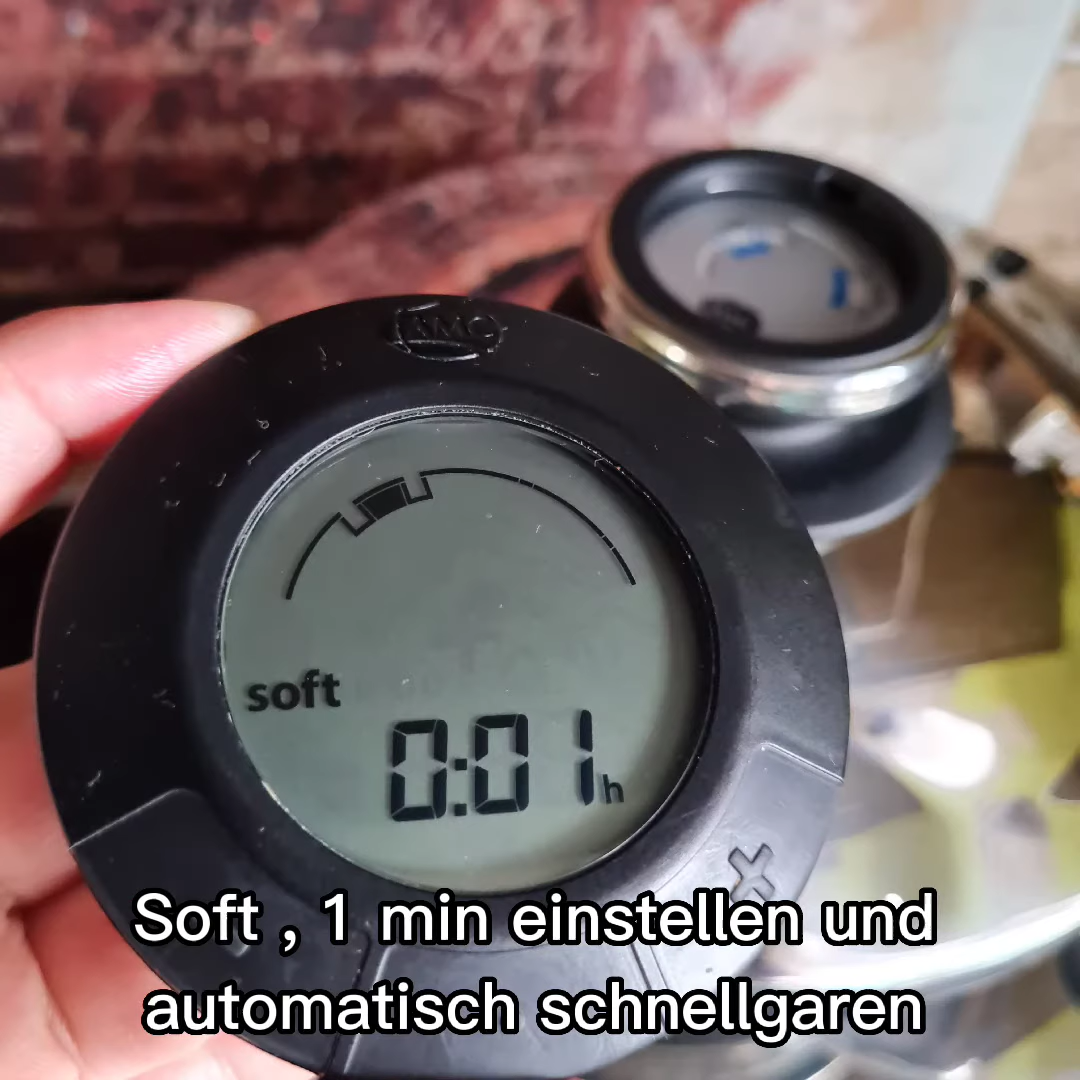 AMC
soft
0:01h
Soft , 1 min einstellen und
automatisch schnellgaren